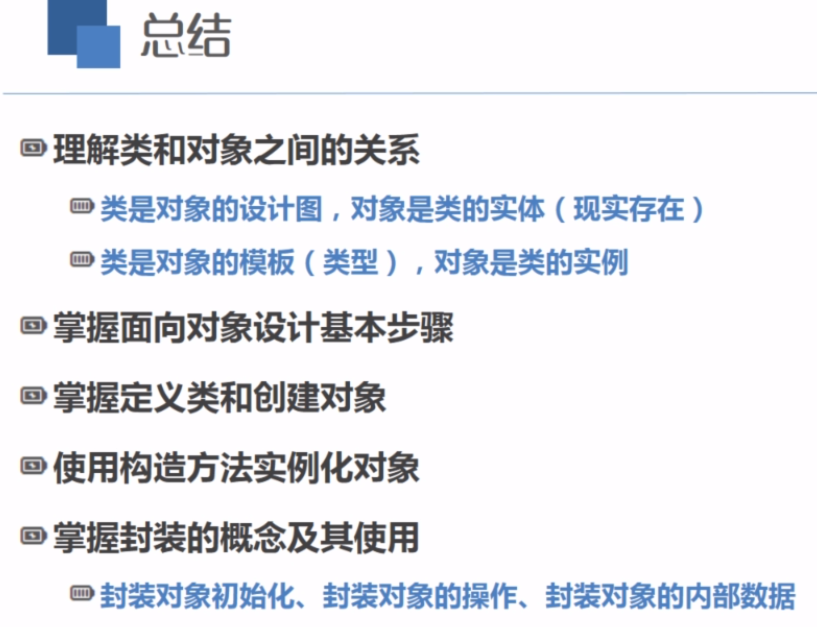 总结
理解类和对象之间的关系
类是对象的设计图，对象是类的实体（现实存在）
类是对象的模板（类型），对象是类的实例
掌握面向对象设计基本步骤
掌握定义类和创建对象
使用构造方法实例化对象
掌握封装的概念及其使用
封装对象初始化、封装对象的操作、封装对象的内部数据